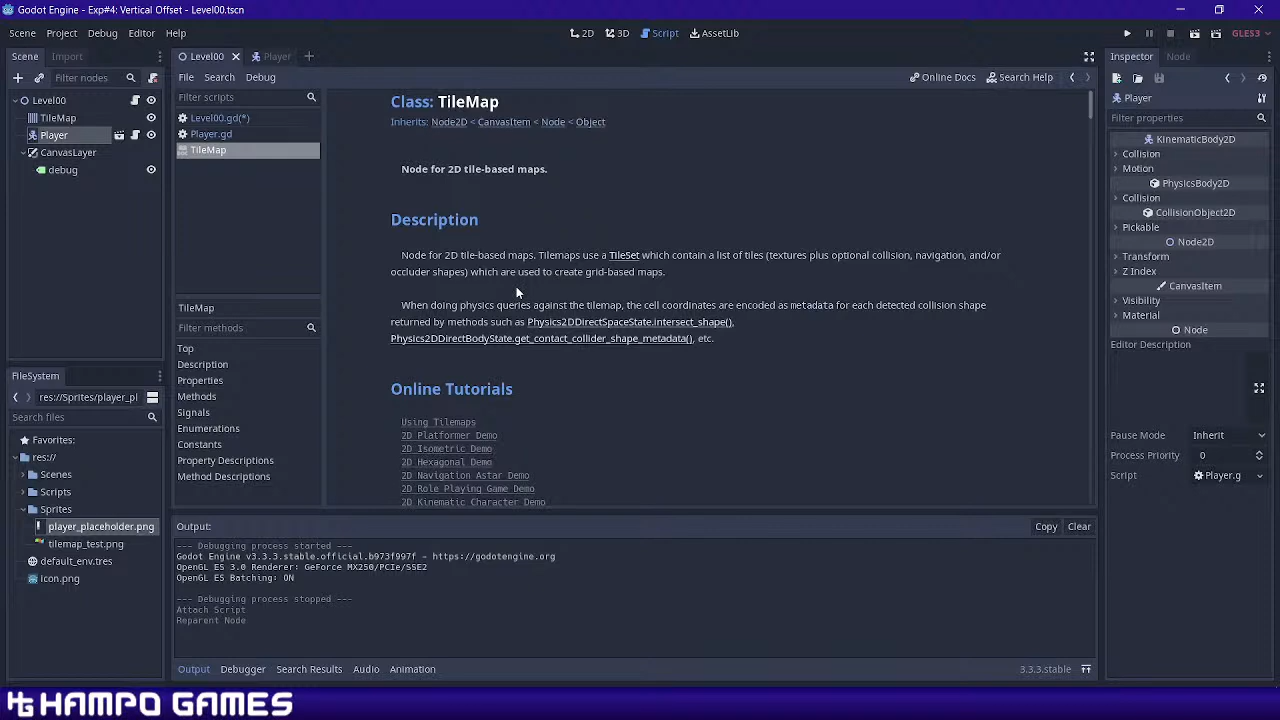 Godot Engine - Exp#4: Vertical Offset - Level00.tscn
Scene Project Debug Editor Help
2D 3D Script AssetLib
GLES3
Scene Import
Filter nodes
Level00
TileMap
Player
CanvasLayer
debug
FileSystem
res://Sprites/player_pl
Search files
Favorites:
res://
Scenes
Scripts
Sprites
player_placeholder.png
tilemap_test.png
default_env.tres
icon.png
Level00 Player
File Search Debug
Online Docs Search Help
Filter scripts
Level00.gd(*)
Player.gd
TileMap
TileMap
Filter methods
Top
Description
Properties
Methods
Signals
Enumerations
Constants
Property Descriptions
Method Descriptions
Class: TileMap
Inherits: Node2D < CanvasItem < Node < Object
Node for 2D tile-based maps.
Description
Node for 2D tile-based maps. Tilemaps use a TileSet which contain a list of tiles (textures plus optional collision, navigation, and/or
occluder shapes) which are used to create grid-based maps.
When doing physics queries against the tilemap, the cell coordinates are encoded as metadata for each detected collision shape
returned by methods such as Physics2DDirectSpaceState.intersect_shape(),
Physics2DDirectBodyState.get_contact_collider_shape_metadata(), etc.
Online Tutorials
Using Tilemaps
2D Platformer Demo
2D Isometric Demo
2D Hexagonal Demo
2D Navigation Astar Demo
2D Role Playing Game Demo
2D Kinematic Character Demo
Output:
Copy Clear
--- Debugging process started ---
Godot Engine v3.3.3.stable.official.b973f997f - https://godotengine.org
OpenGL ES 3.0 Renderer: GeForce MX250/PCIe/SSE2
OpenGL ES Batching: ON
--- Debugging process stopped ---
Attach Script
Reparent Node
Output Debugger Search Results Audio Animation
3.3.3.stable
Inspector Node
Player
Filter properties
KinematicBody2D
Collision
Motion
PhysicsBody2D
Collision
CollisionObject2D
Pickable
Node2D
Transform
Z Index
CanvasItem
Visibility
Material
Node
Editor Description
Pause Mode Inherit
Process Priority 0
Script Player.g
HAMPO GAMES